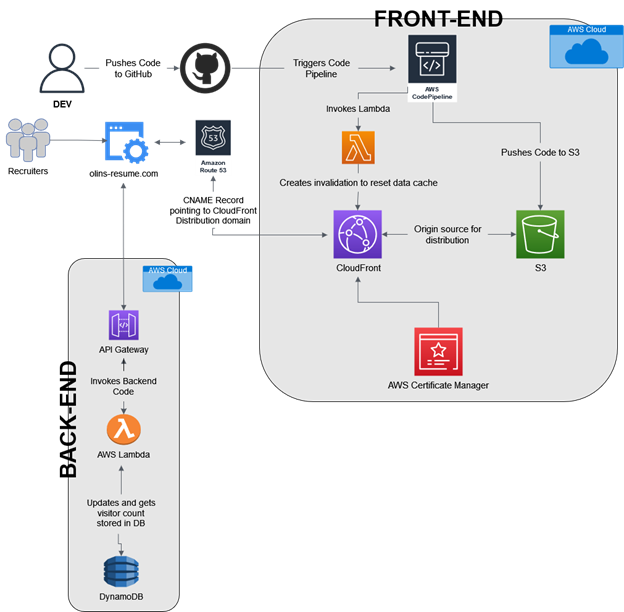 FRONT-END
AWS Cloud
Pushes Code
to GitHub
Triggers Code
Pipeline
AWS
CodePipeline
DEV
Invokes Lambda
53
Recruiters
olins-resume.com
Amazon
Route 53
Pushes Code to S3
Creates invalidation to reset data cache
CNAME Record
pointing to CloudFront
Distribution domain
Origin source for
distribution
CloudFront
S3
AWS Cloud
API Gateway
AWS Certificate Manager
BACK-END
Invokes Backend
Code
AWS Lambda
Updates and gets
visitor count
stored in DB
DynamoDB